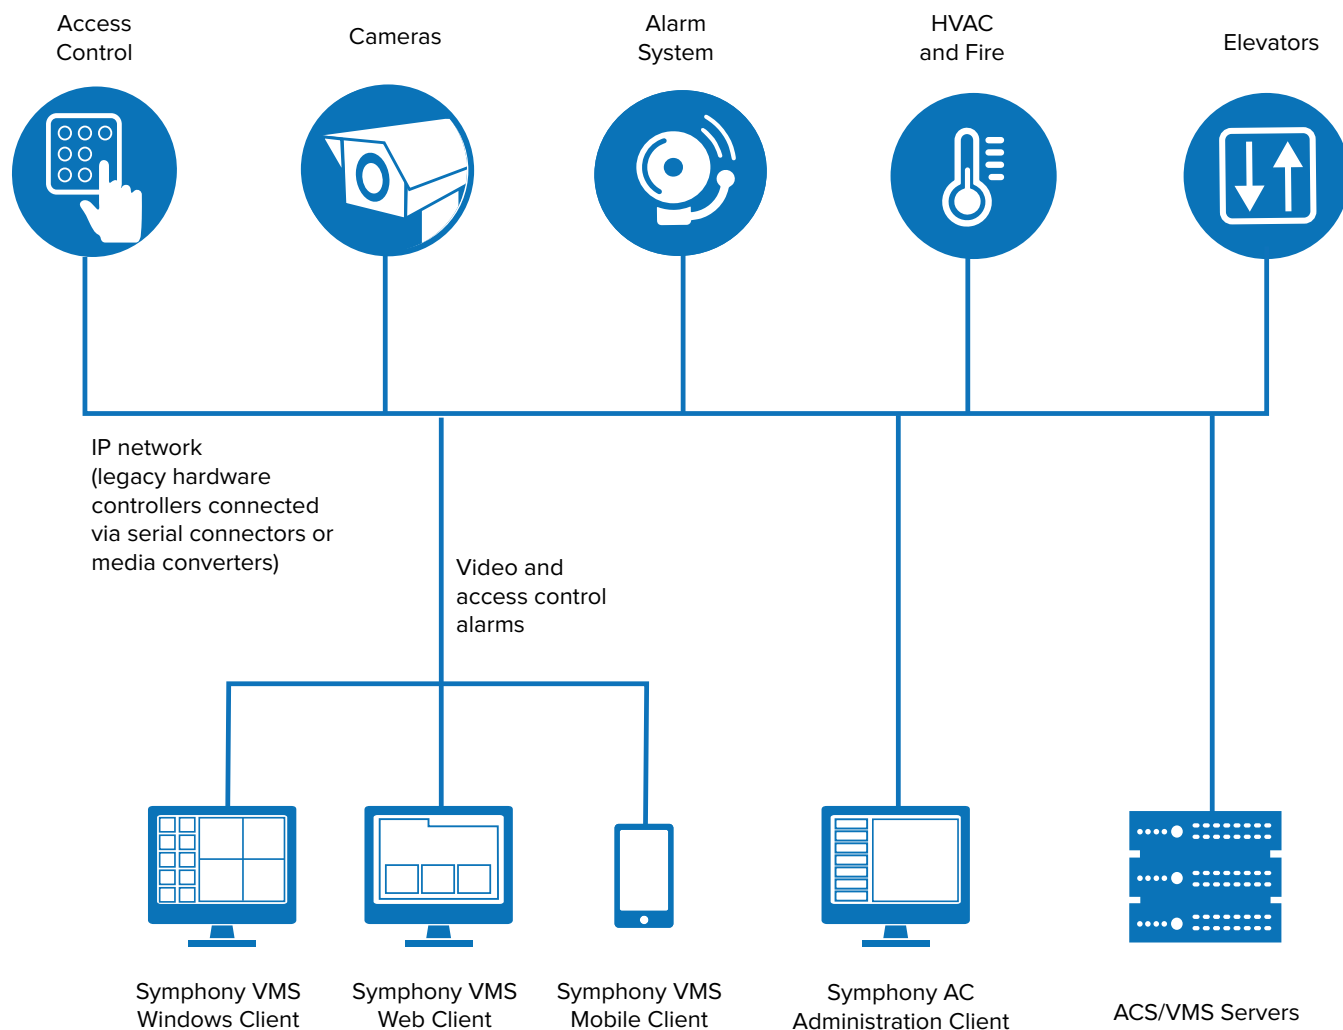 Access
Control
Cameras
Alarm
System
HVAC
and Fire
Elevators
IP network
(legacy hardware
controllers connected
via serial connectors or
media converters)
Video and
access control
alarms
Symphony VMS
Windows Client
Symphony VMS
Web Client
Symphony VMS
Mobile Client
Symphony AC
Administration Client
ACS/VMS Servers